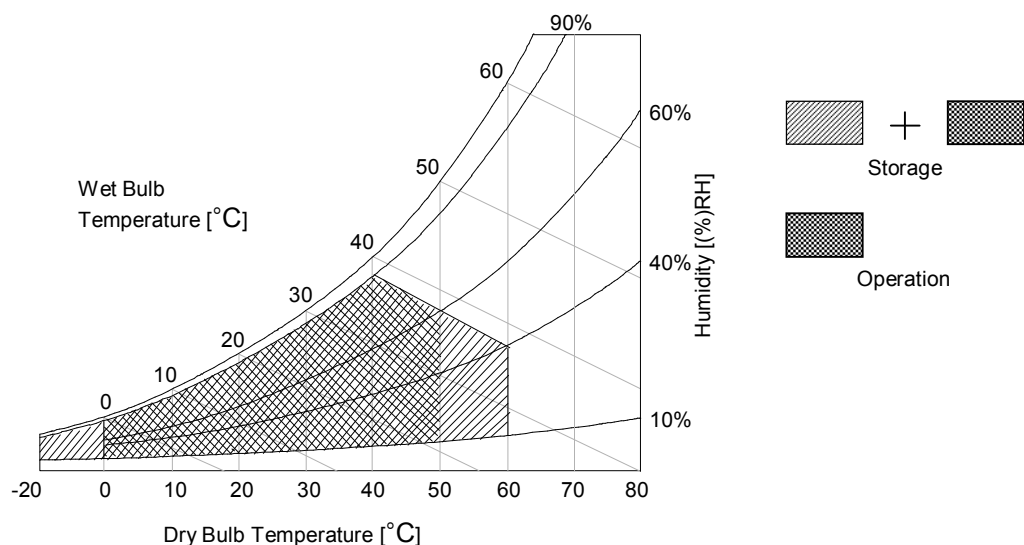 90%
60
60%
50
Wet Bulb
Temperature [°C]
Storage
Humidity [(%)RH]
40
40%
Operation
30
20
10
0
10%
-20 0 10 20 30 40 50 60 70 80
Dry Bulb Temperature [°C]